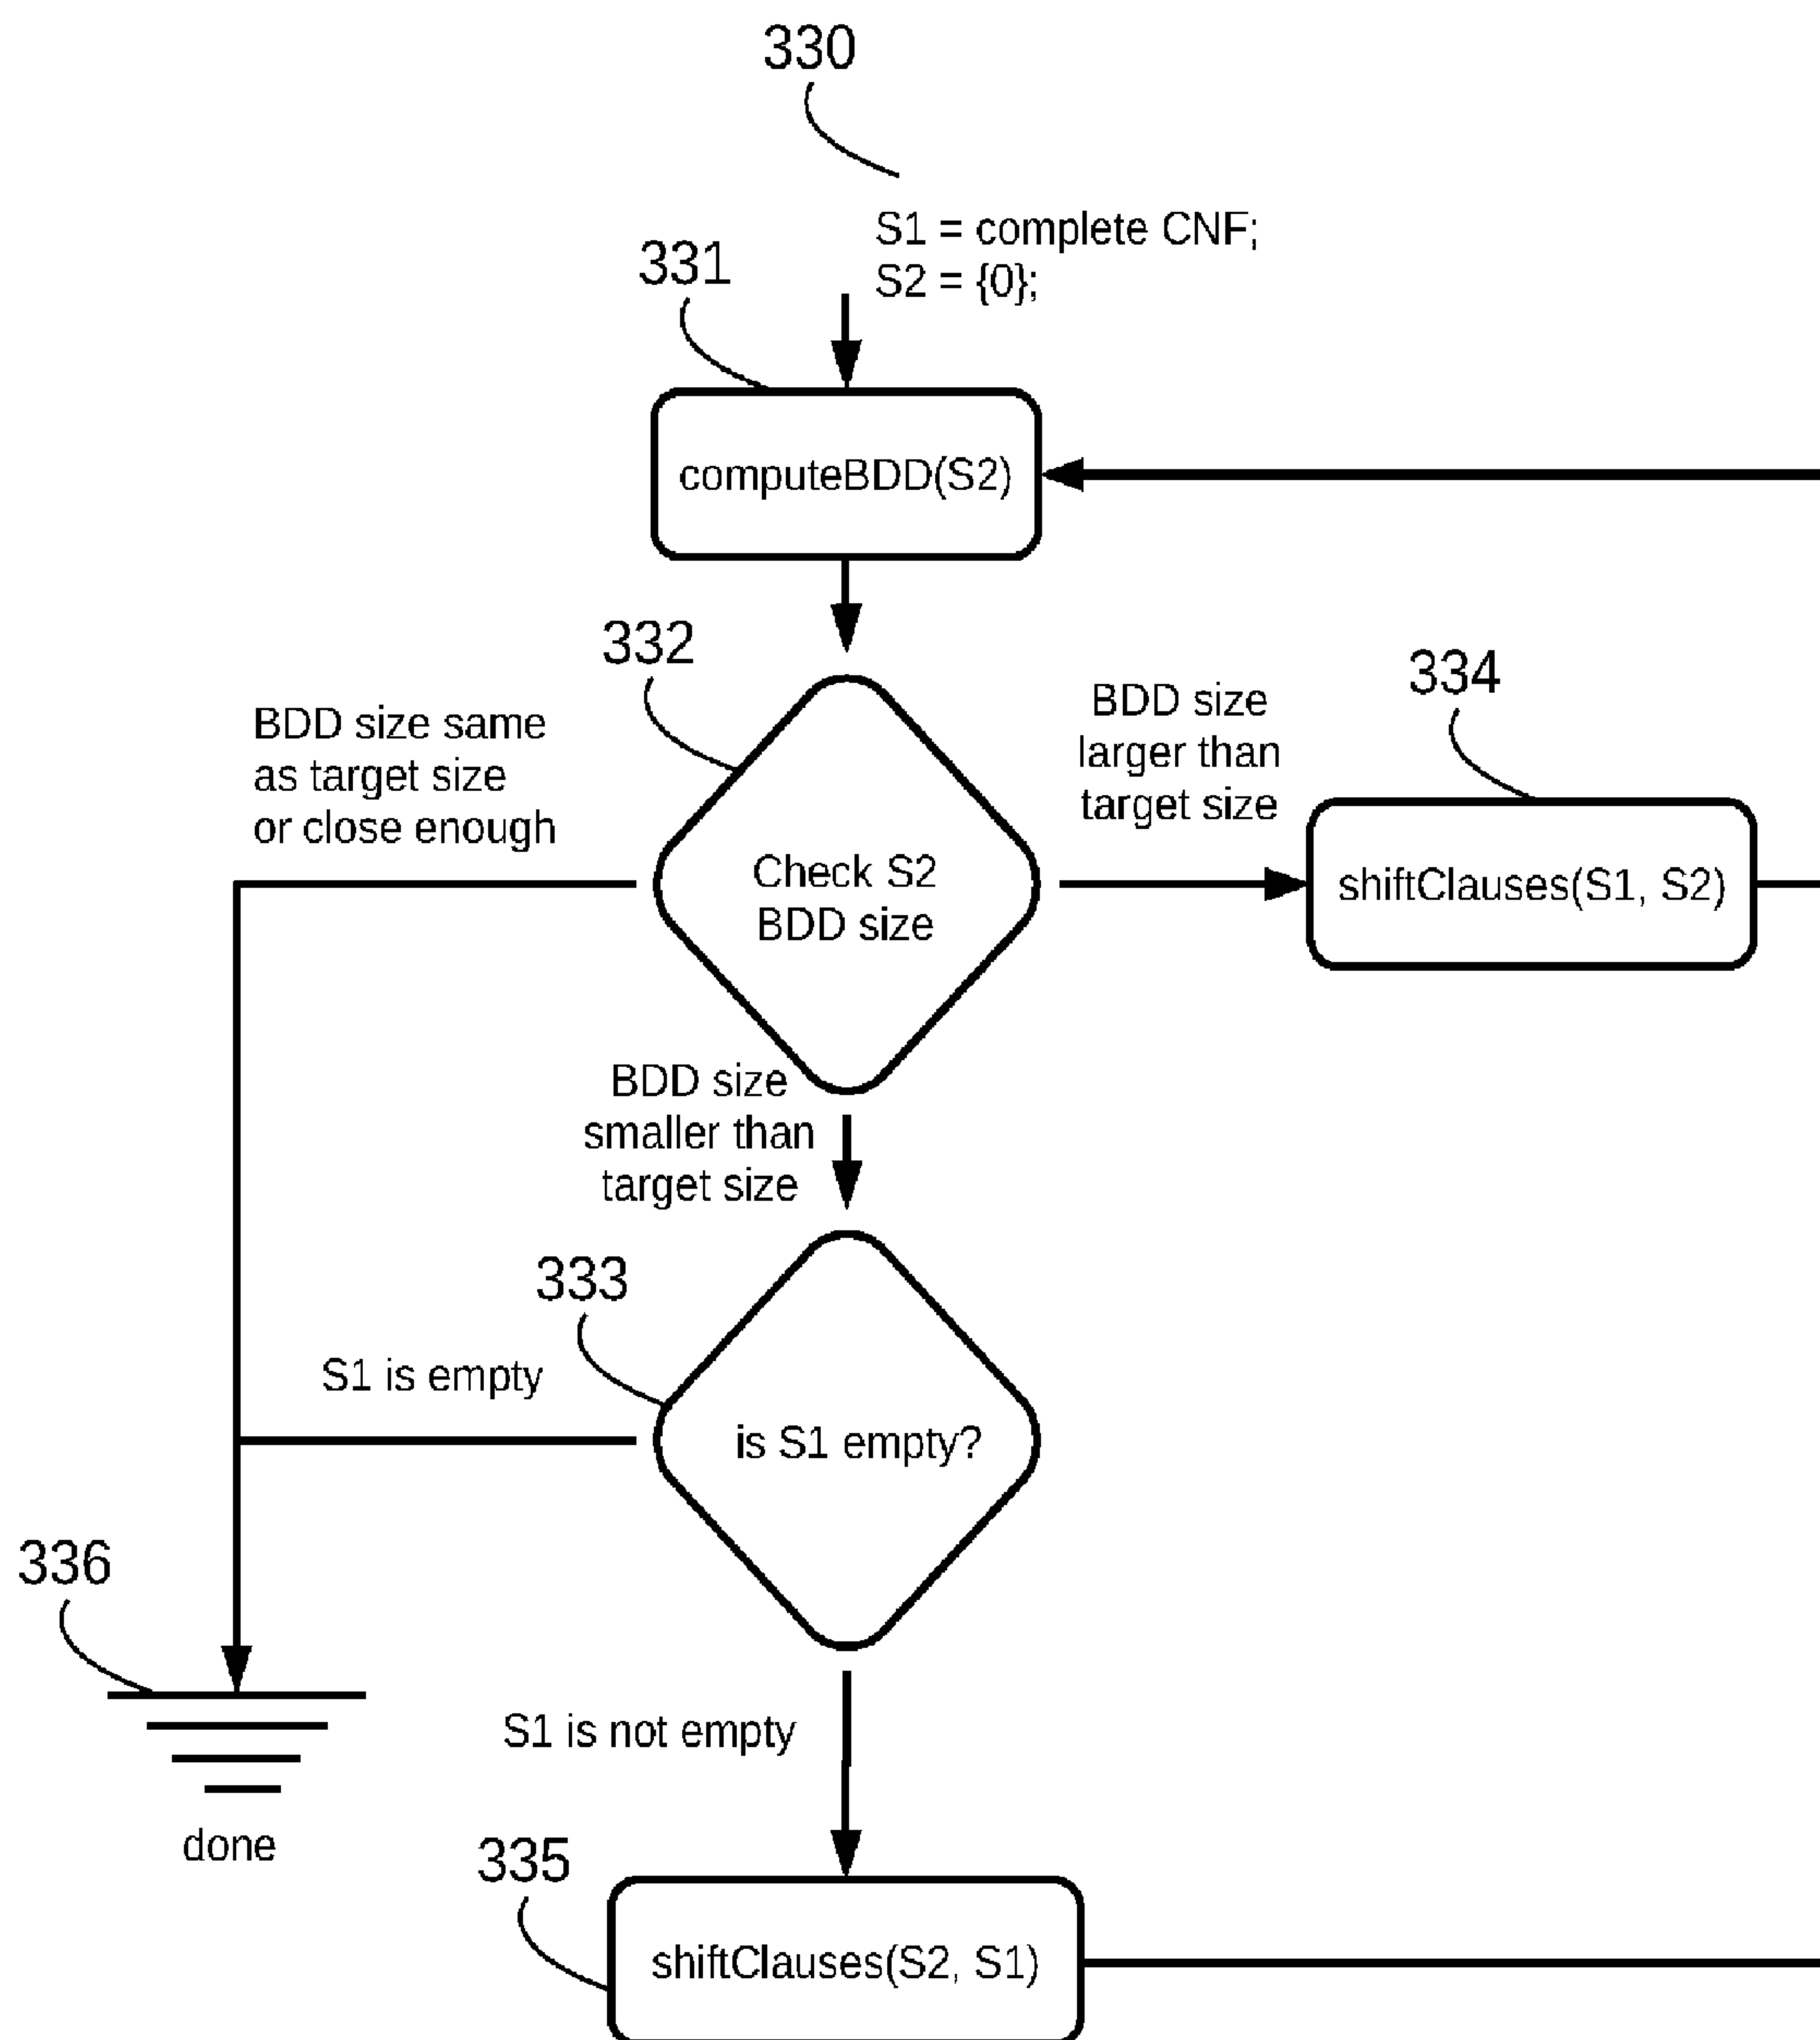 330
S1 = complete CNF;
S2 = {0};
331
computeBDD(S2)
332
BDD size same
as target size
or close enough
Check S2
BDD size
BDD size
larger than
target size
334
shiftClauses(S1, S2)
BDD size
smaller than
target size
333
S1 is empty
is S1 empty?
336
done
S1 is not empty
335
shiftClauses(S2, S1)